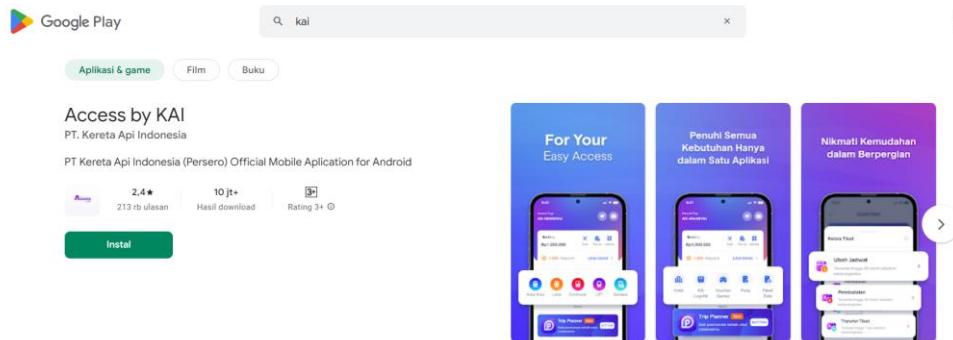 Google Play
kai
Aplikasi & game
Film
Buku
Access by KAI
PT. Kereta Api Indonesia
PT Kereta Api Indonesia (Persero) Official Mobile Aplication for Android
2,4★
213 rb ulasan
10 jt+
Hasil download
3+
Rating 3+
Instal
For Your
Easy Access
Penuhi Semua
Kebutuhan Hanya
dalam Satu Aplikasi
Trip Planner
Nikmati Kemudahan
dalam Berpergian
Ubah Jadwal
Pembatalan
Transfer Tiket